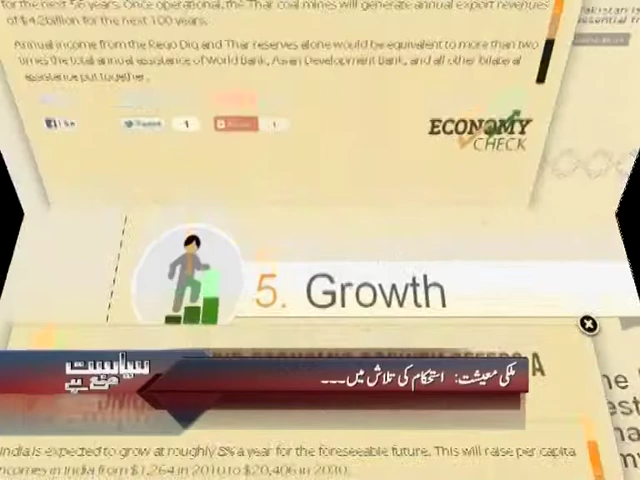 for the next 56 years. Once operational, the Thar coal mines will generate annual export revenues
of $4.2billion for the next 100 years.
Annual income from the Reqo Diq and Thar reserves alone would be equivalent to more than two
times the total annual assistance of World Bank, Asian Development Bank, and all other bilateral
assistance put together.
Like
Tweet 1
1
ECONOMY
CHECK
5. Growth
سیاست
ملکی معیشت: استحکام کی تلاش میں۔۔۔
India is expected to grow at roughly 8% a year for the foreseeable future. This will raise per capita
incomes in India from $1,264 in 2010 to $20,406 in 2030.